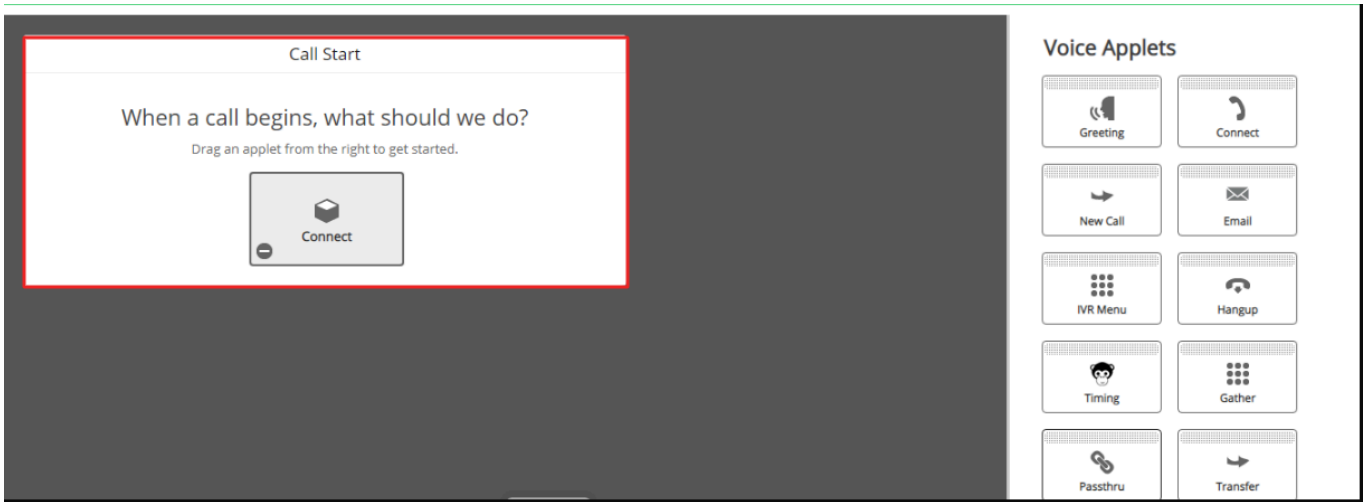 Call Start
When a call begins, what should we do?
Drag an applet from the right to get started.
Connect
Voice Applets
Greeting
Connect
New Call
Email
IVR Menu
Hangup
Timing
Gather
Passthru
Transfer